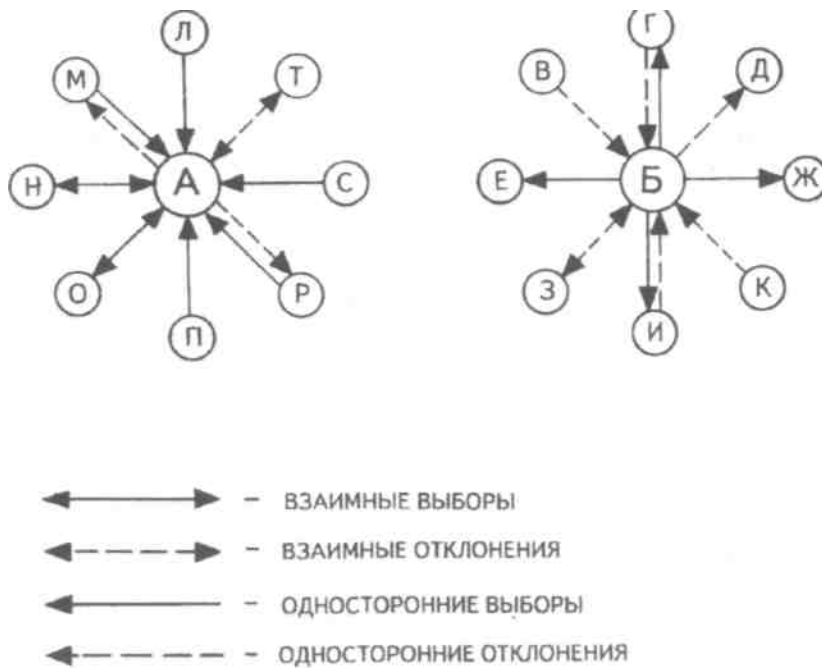 Л
М
Т
Н
А
С
О
П
Р
Г
В
Д
Е
Б
Ж
З
И
К
- ВЗАИМНЫЕ ВЫБОРЫ
- ВЗАИМНЫЕ ОТКЛОНЕНИЯ
- ОДНОСТОРОННИЕ ВЫБОРЫ
- ОДНОСТОРОННИЕ ОТКЛОНЕНИЯ